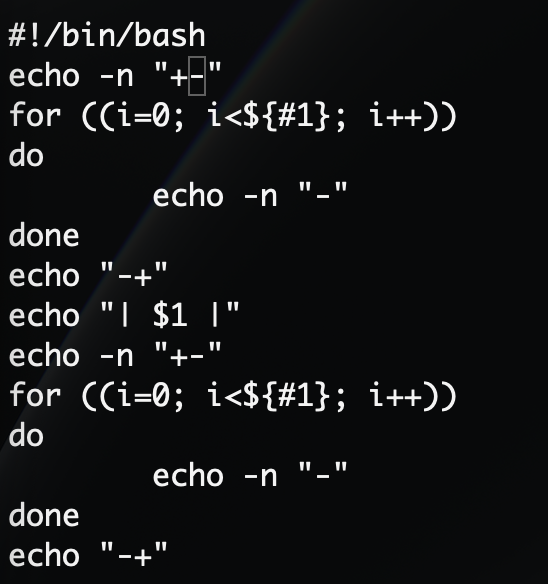 #!/bin/bash
echo -n "+-"
for ((i=0; i<${#1}; i++))
do
        echo -n "-"
done
echo "-+"
echo "| $1 |"
echo -n "+-"
for ((i=0; i<${#1}; i++))
do
        echo -n "-"
done
echo "-+"